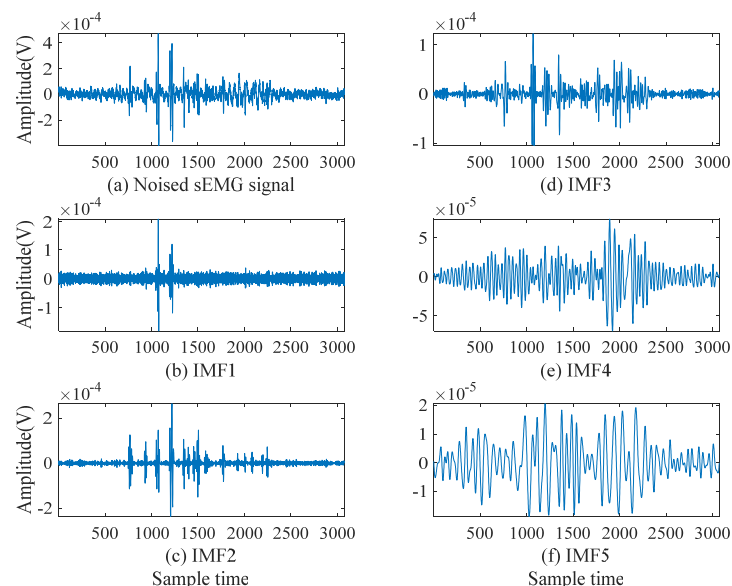 ×10-4
Amplitude(V)
4
2
0
-2
500 1000 1500 2000 2500 3000
(a) Noised sEMG signal
×10-4
1
0
-1
500 1000 1500 2000 2500 3000
(d) IMF3
×10-4
Amplitude(V)
2
1
0
-1
500 1000 1500 2000 2500 3000
(b) IMF1
×10-5
5
0
-5
500 1000 1500 2000 2500 3000
(e) IMF4
×10-4
Amplitude(V)
2
0
-2
500 1000 1500 2000 2500 3000
(c) IMF2
Sample time
×10-5
2
1
0
-1
500 1000 1500 2000 2500 3000
(f) IMF5
Sample time